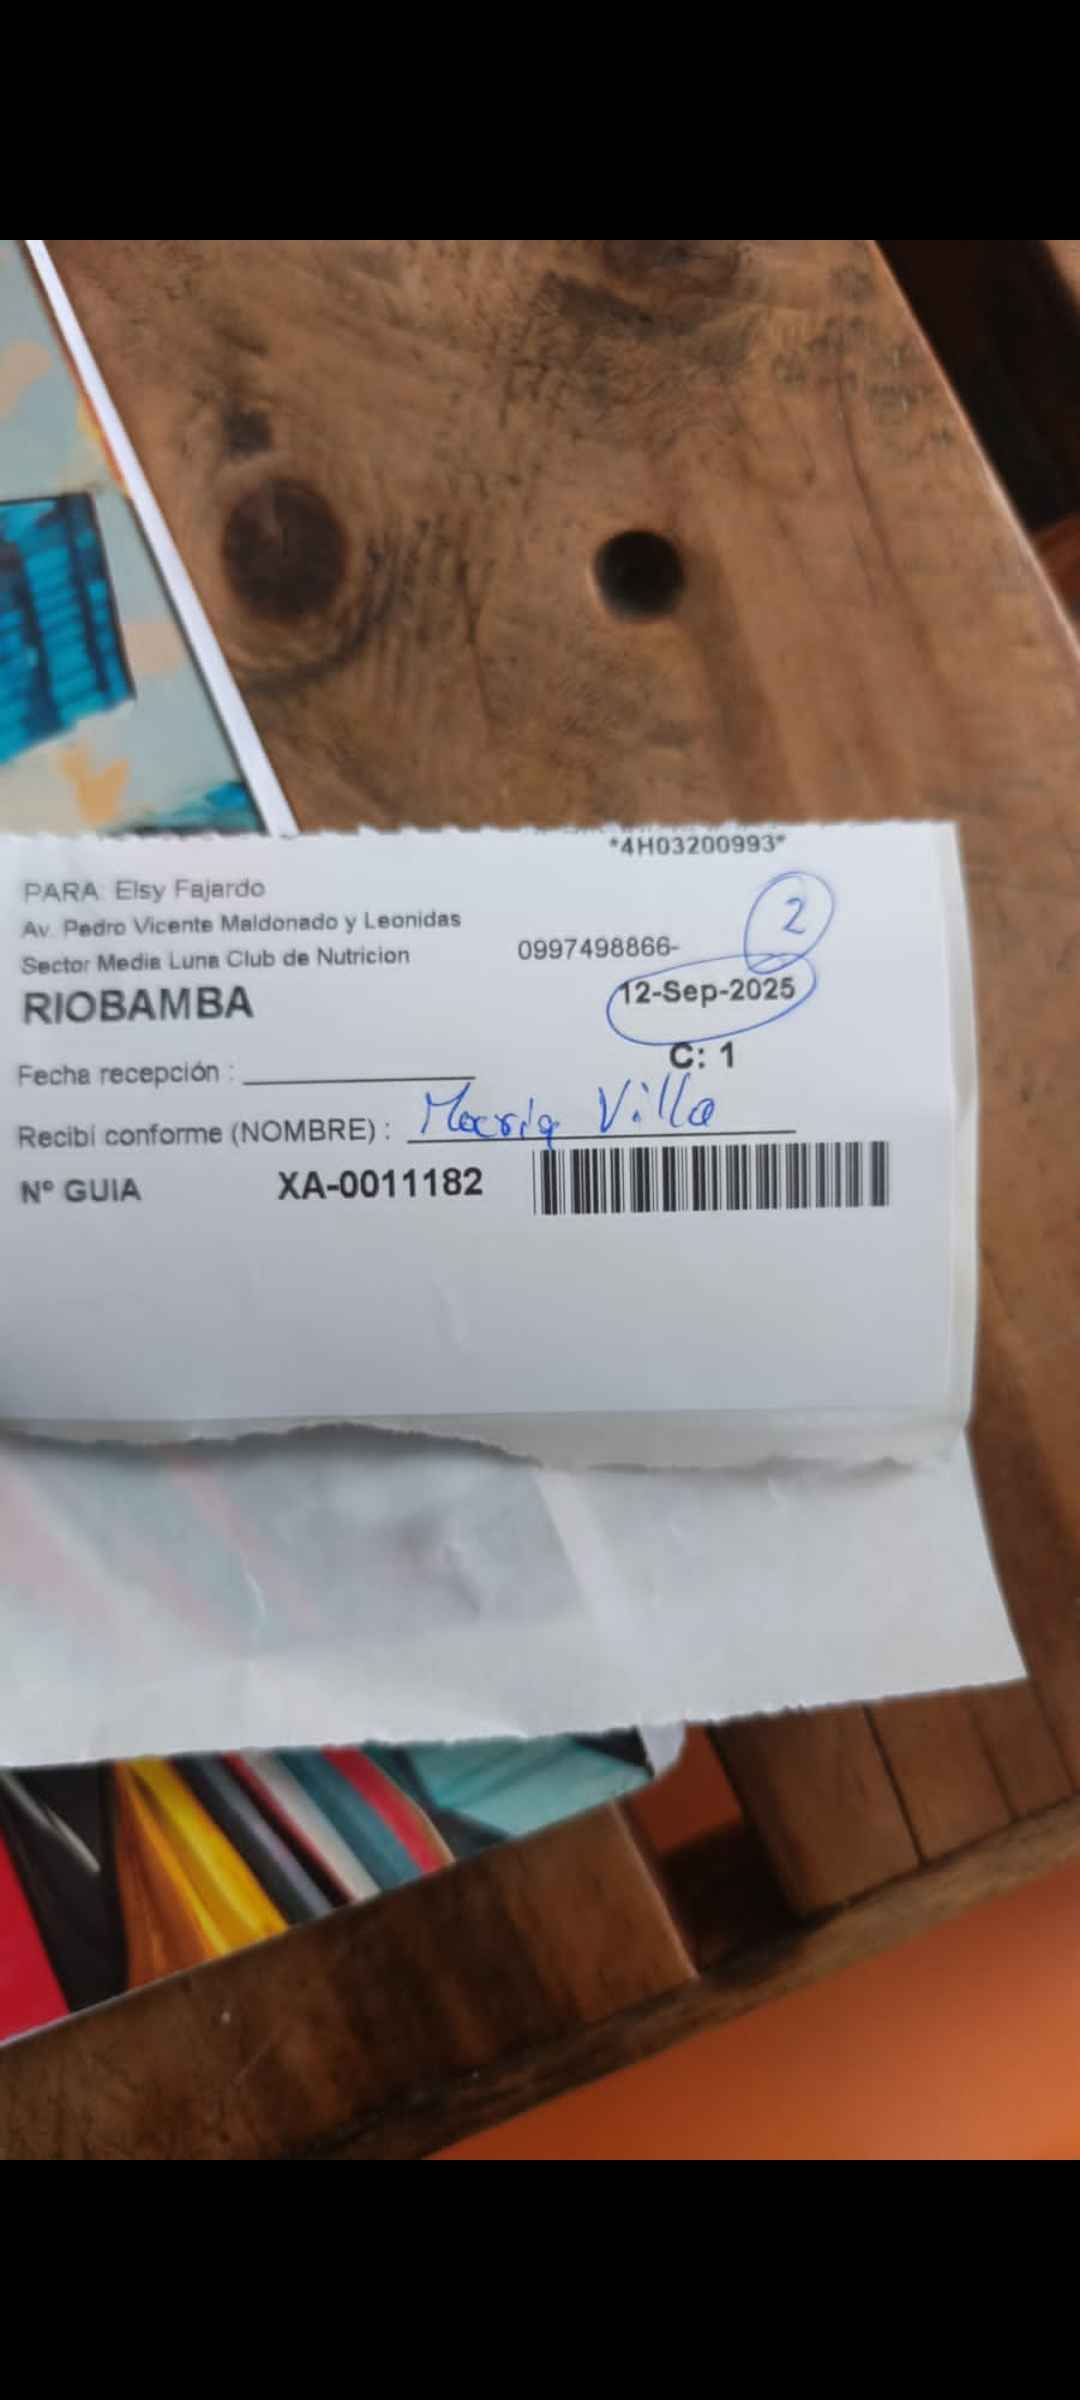 *4H03200993*
PARA: Elsy Fajardo
2
Av. Pedro Vicente Maldonado y Leonidas
Sector Media Luna Club de Nutricion 0997498866-
RIOBAMBA 12-Sep-2025
C: 1
Fecha recepción :
Recibí conforme (NOMBRE) : Maria Villa
Nº GUIA XA-0011182